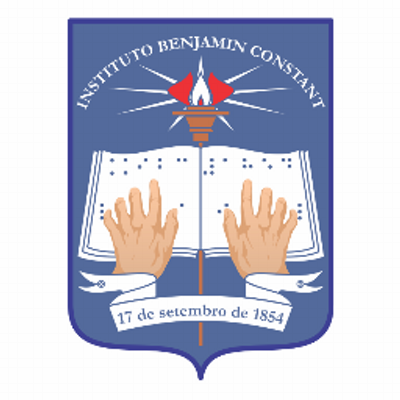 INSTITUTO BENJAMIN CONSTANT
17 de setembro de 1854